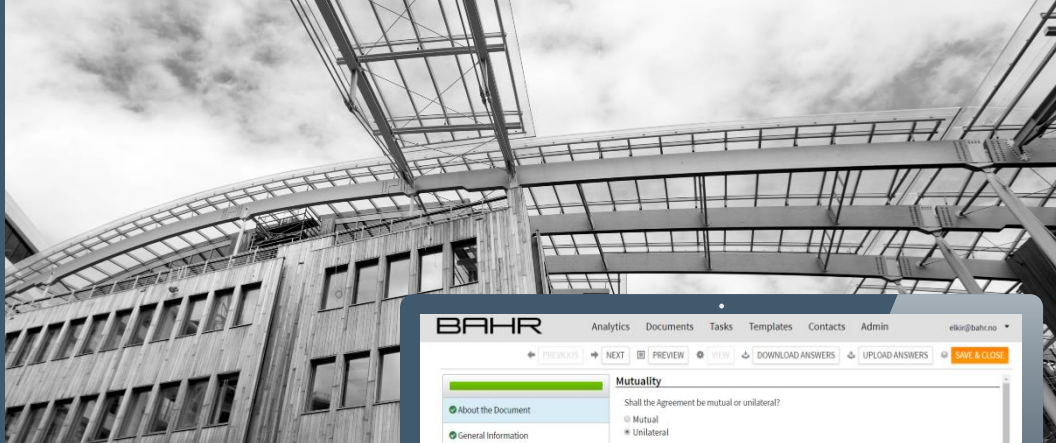 BAHR
Analytics Documents Tasks Templates Contacts Admin elkir@bahr.no
PREVIOUS NEXT PREVIEW VIEW DOWNLOAD ANSWERS UPLOAD ANSWERS SAVE & CLOSE
Mutuality
About the Document
Shall the Agreement be mutual or unilateral?
Mutual
General Information
Unilateral